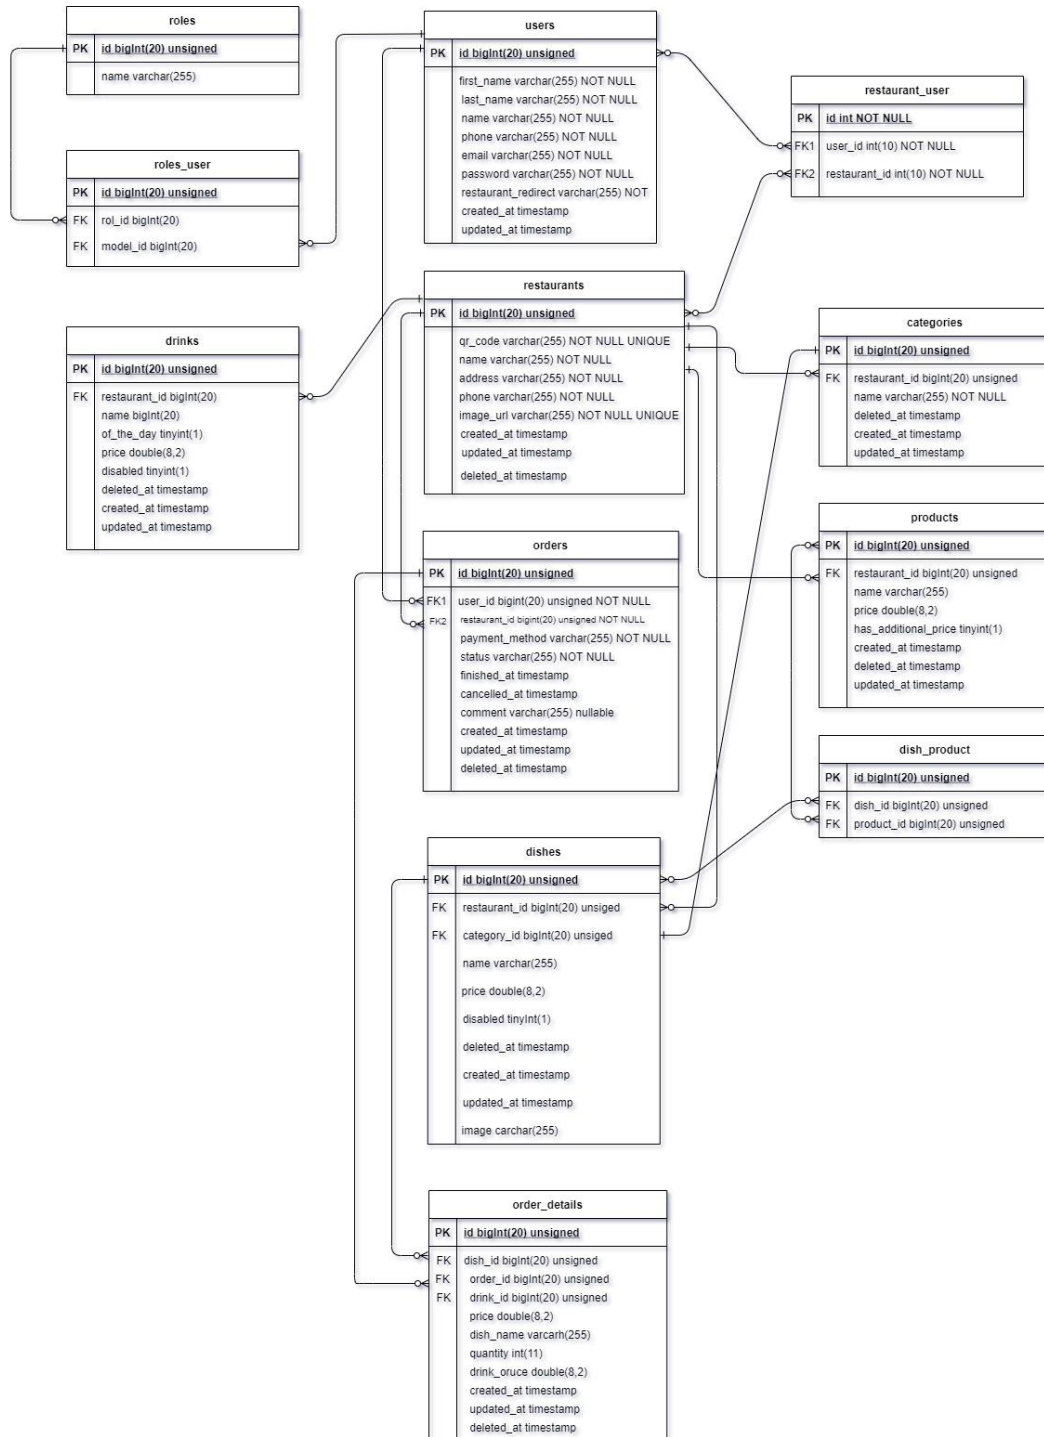 roles
PK id bigInt(20) unsigned
name varchar(255)
roles_user
PK id bigInt(20) unsigned
FK rol_id bigInt(20)
FK model_id bigInt(20)
drinks
PK id bigInt(20) unsigned
FK restaurant_id bigInt(20)
name bigInt(20)
of_the_day tinyint(1)
price double(8,2)
disabled tinyint(1)
deleted_at timestamp
created_at timestamp
updated_at timestamp
users
PK id bigInt(20) unsigned
first_name varchar(255) NOT NULL
last_name varchar(255) NOT NULL
name varchar(255) NOT NULL
phone varchar(255) NOT NULL
email varchar(255) NOT NULL
password varchar(255) NOT NULL
restaurant_redirect varchar(255) NOT
created_at timestamp
updated_at timestamp
restaurants
PK id bigInt(20) unsigned
qr_code varchar(255) NOT NULL UNIQUE
name varchar(255) NOT NULL
address varchar(255) NOT NULL
phone varchar(255) NOT NULL
image_url varchar(255) NOT NULL UNIQUE
created_at timestamp
updated_at timestamp
deleted_at timestamp
orders
PK id bigInt(20) unsigned
FK1 user_id bigint(20) unsigned NOT NULL
FK2 restaurant_id bigint(20) unsigned NOT NULL
payment_method varchar(255) NOT NULL
status varchar(255) NOT NULL
finished_at timestamp
cancelled_at timestamp
comment varchar(255) nullable
created_at timestamp
updated_at timestamp
deleted_at timestamp
dishes
PK id bigInt(20) unsigned
FK restaurant_id bigInt(20) unsiged
FK category_id bigInt(20) unsiged
name varchar(255)
price double(8,2)
disabled tinyInt(1)
deleted_at timestamp
created_at timestamp
updated_at timestamp
image carchar(255)
order_details
PK id bigInt(20) unsigned
FK dish_id bigInt(20) unsigned
FK order_id bigInt(20) unsigned
FK drink_id bigInt(20) unsigned
price double(8,2)
dish_name varcarh(255)
quantity int(11)
drink_oruce double(8,2)
created_at timestamp
updated_at timestamp
deleted_at timestamp
restaurant_user
PK id int NOT NULL
FK1 user_id int(10) NOT NULL
FK2 restaurant_id int(10) NOT NULL
categories
PK id bigInt(20) unsigned
FK restaurant_id bigInt(20) unsigned
name varchar(255) NOT NULL
deleted_at timestamp
created_at timestamp
updated_at timestamp
products
PK id bigInt(20) unsigned
FK restaurant_id bigInt(20) unsigned
name varchar(255)
price double(8,2)
has_additional_price tinyint(1)
created_at timestamp
deleted_at timestamp
updated_at timestamp
dish_product
PK id bigInt(20) unsigned
FK dish_id bigInt(20) unsigned
FK product_id bigInt(20) unsigned